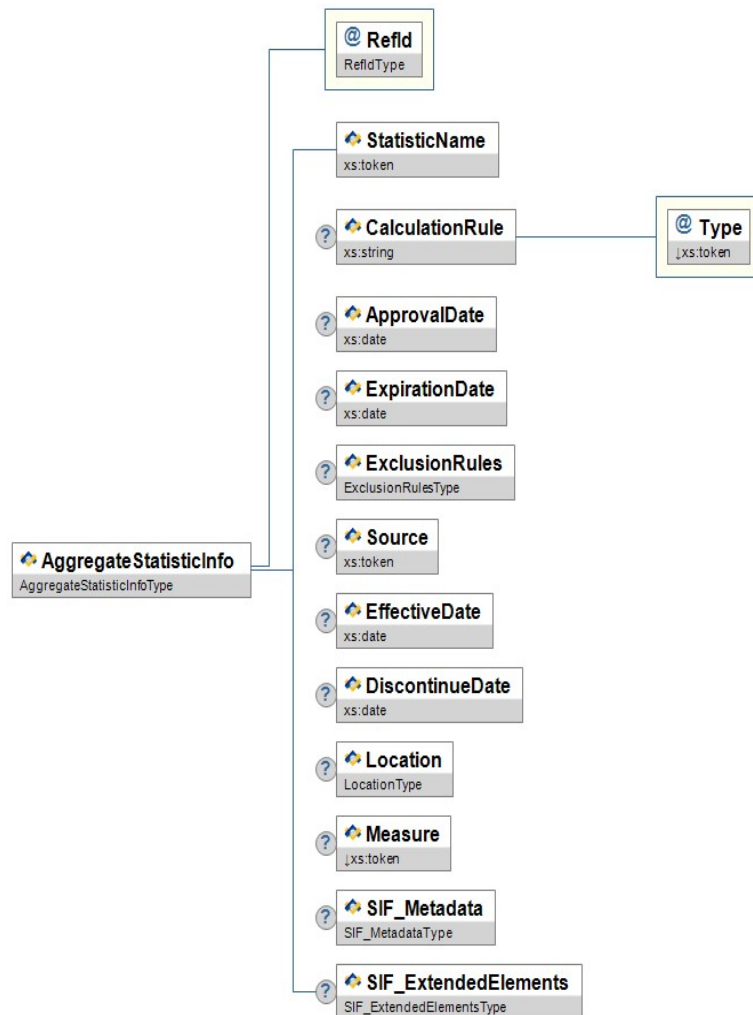 @ RefId
RefIdType
StatisticName
xs:token
? CalculationRule
xs:string
@ Type
↓xs:token
? ApprovalDate
xs:date
? ExpirationDate
xs:date
? ExclusionRules
ExclusionRulesType
? Source
xs:token
AggregateStatisticInfo
AggregateStatisticInfoType
? EffectiveDate
xs:date
? DiscontinueDate
xs:date
? Location
LocationType
? Measure
↓xs:token
? SIF_Metadata
SIF_MetadataType
? SIF_ExtendedElements
SIF_ExtendedElementsType